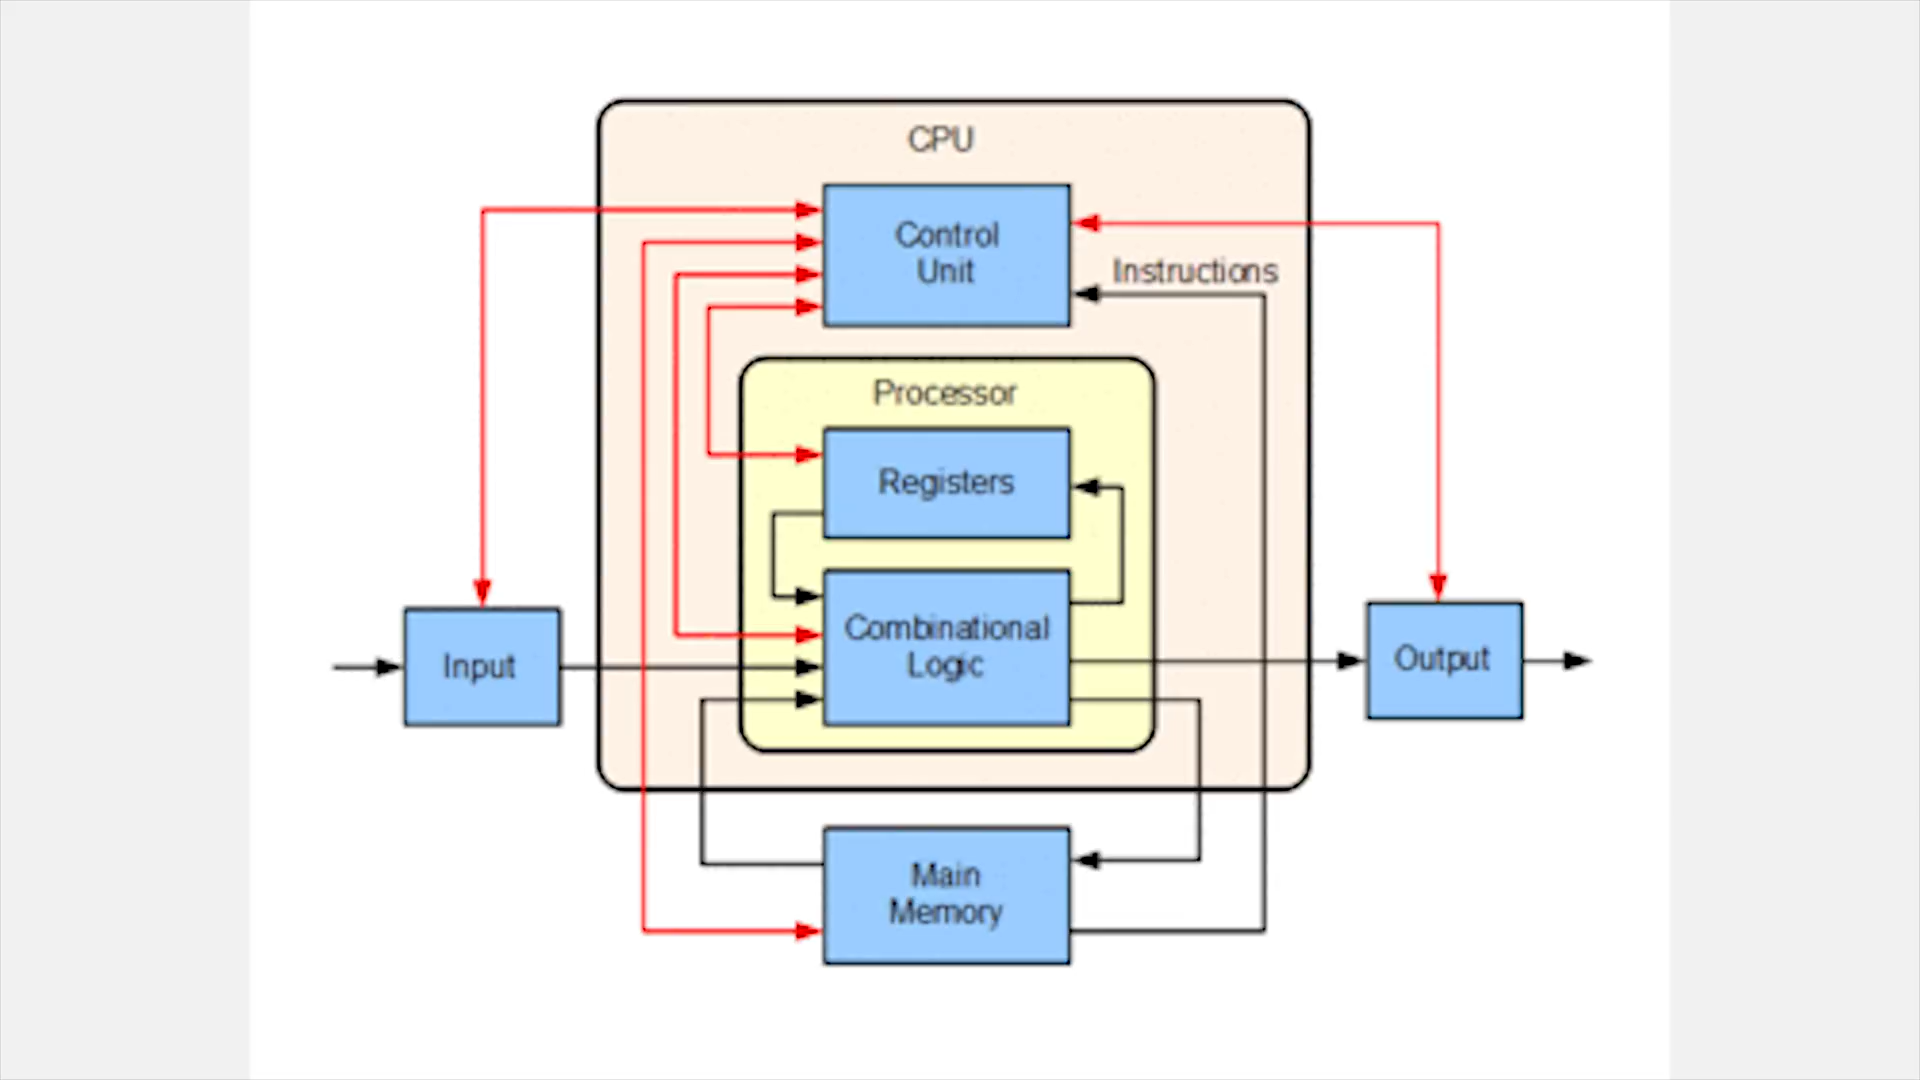 CPU
Control
Unit
Instructions
Processor
Registers
Combinational
Logic
Input
Output
Main
Memory